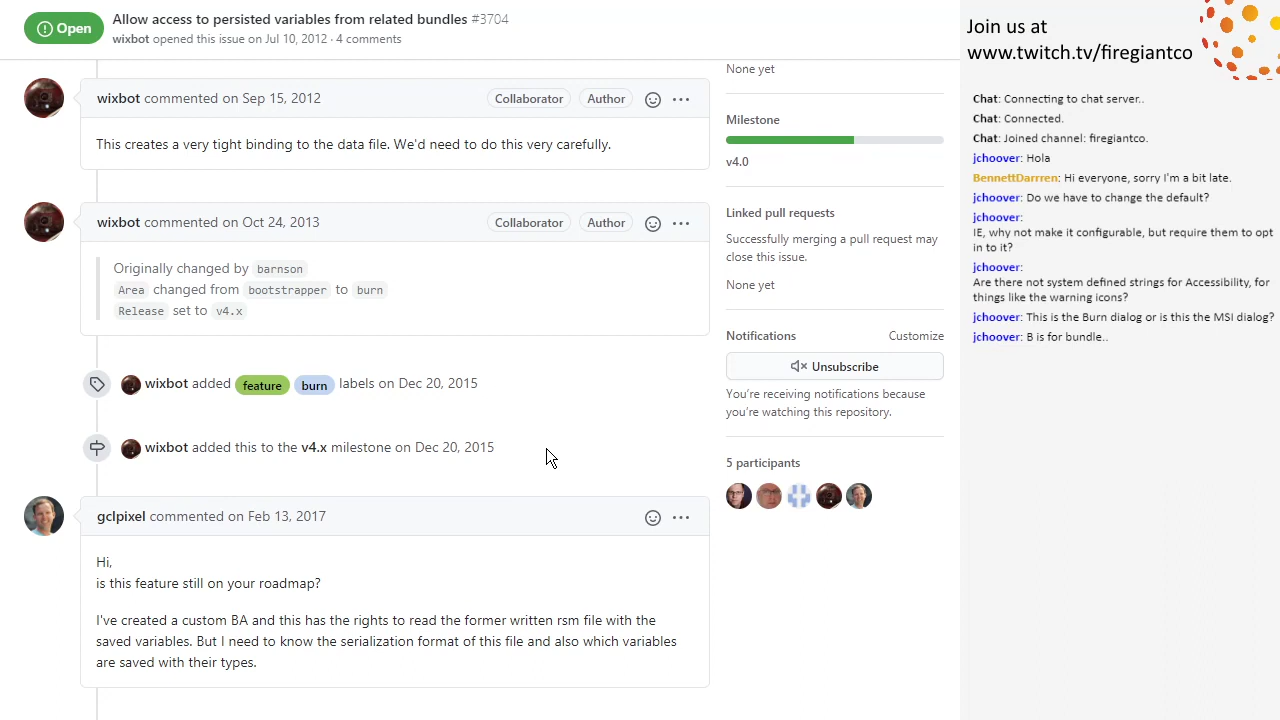 Open
Allow access to persisted variables from related bundles #3704
wixbot opened this issue on Jul 10, 2012 · 4 comments
wixbot commented on Sep 15, 2012
Collaborator
Author
This creates a very tight binding to the data file. We'd need to do this very carefully.
wixbot commented on Oct 24, 2013
Collaborator
Author
Originally changed by barnson
Area changed from bootstrapper to burn
Release set to v4.x
wixbot added feature burn labels on Dec 20, 2015
wixbot added this to the v4.x milestone on Dec 20, 2015
gclpixel commented on Feb 13, 2017
Hi,
is this feature still on your roadmap?
I've created a custom BA and this has the rights to read the former written rsm file with the
saved variables. But I need to know the serialization format of this file and also which variables
are saved with their types.
None yet
Milestone
v4.0
Linked pull requests
Successfully merging a pull request may
close this issue.
None yet
Notifications
Customize
Unsubscribe
You're receiving notifications because
you're watching this repository.
5 participants
Join us at
www.twitch.tv/firegiantco
Chat: Connecting to chat server..
Chat: Connected.
Chat: Joined channel: firegiantco.
jchoover: Hola
BennettDarrren: Hi everyone, sorry I'm a bit late.
jchoover: Do we have to change the default?
jchoover:
IE, why not make it configurable, but require them to opt
in to it?
jchoover:
Are there not system defined strings for Accessibility, for
things like the warning icons?
jchoover: This is the Burn dialog or is this the MSI dialog?
jchoover: B is for bundle..